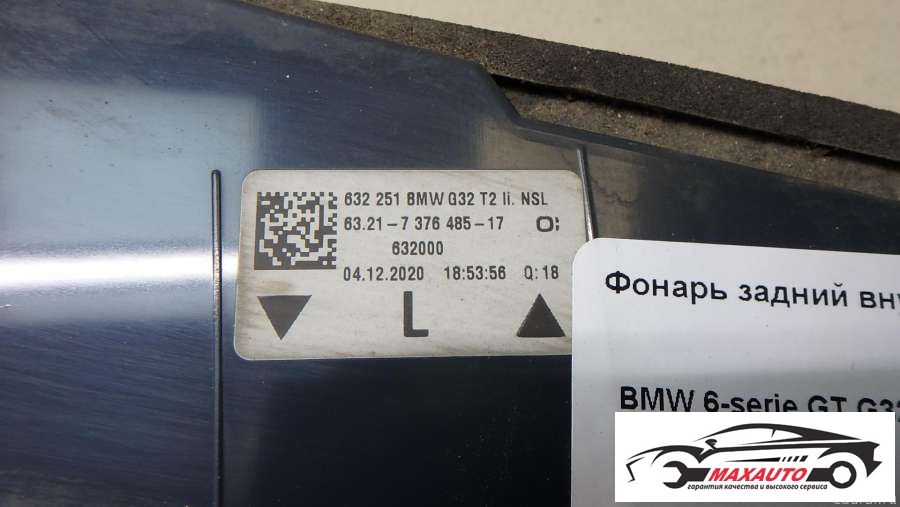 632 251 BMW G32 T2 li. NSL
63.21-7 376 485-17 O:
632000
04.12.2020 18:53:56 Q:18
L
Фонарь задний вну
BMW 6-serie GT G32
MAXAUTO
гарантия качества и высокого сервиса